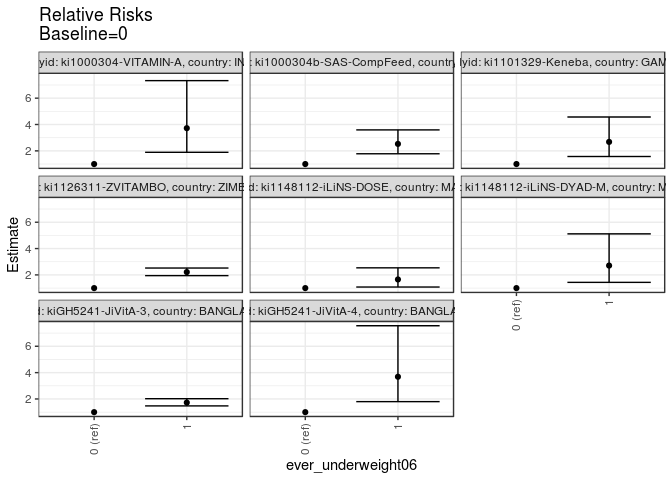 Relative Risks
Baseline=0
yid: ki1000304-VITAMIN-A, country: IN
: ki1000304b-SAS-CompFeed, country
yid: ki1101329-Keneba, country: GAM
6
4
2
: ki1126311-ZVITAMBO, country: ZIME
d: ki1148112-iLiNS-DOSE, country: MA
: ki1148112-iLiNS-DYAD-M, country: M
6
4
2
Estimate
0 (ref)
1
d: kiGH5241-JiVitA-3, country: BANGLA
d: kiGH5241-JiVitA-4, country: BANGLA
6
4
2
0 (ref)
1
0 (ref)
1
ever_underweight06